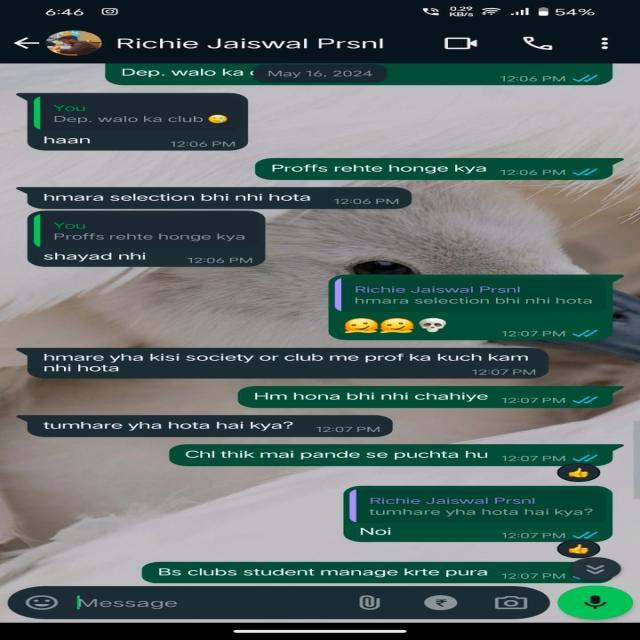 6:46
0.29
KB/s
54%
Richie Jaiswal Prsnl
Dep. walo ka
May 16, 2024
12:06 PM
You
Dep. walo ka club 🥲
haan
12:06 PM
Proffs rehte honge kya
12:06 PM
hmara selection bhi nhi hota
12:06 PM
You
Proffs rehte honge kya
shayad nhi
12:06 PM
Richie Jaiswal Prsnl
hmara selection bhi nhi hota
🫠🫠💀
12:07 PM
hmare yha kisi society or club me prof ka kuch kam
nhi hota
12:07 PM
Hm hona bhi nhi chahiye
12:07 PM
tumhare yha hota hai kya?
12:07 PM
Chl thik mai pande se puchta hu
12:07 PM
👍
Richie Jaiswal Prsnl
tumhare yha hota hai kya?
Noi
12:07 PM
👍
Bs clubs student manage krte pura
12:07 PM
Message